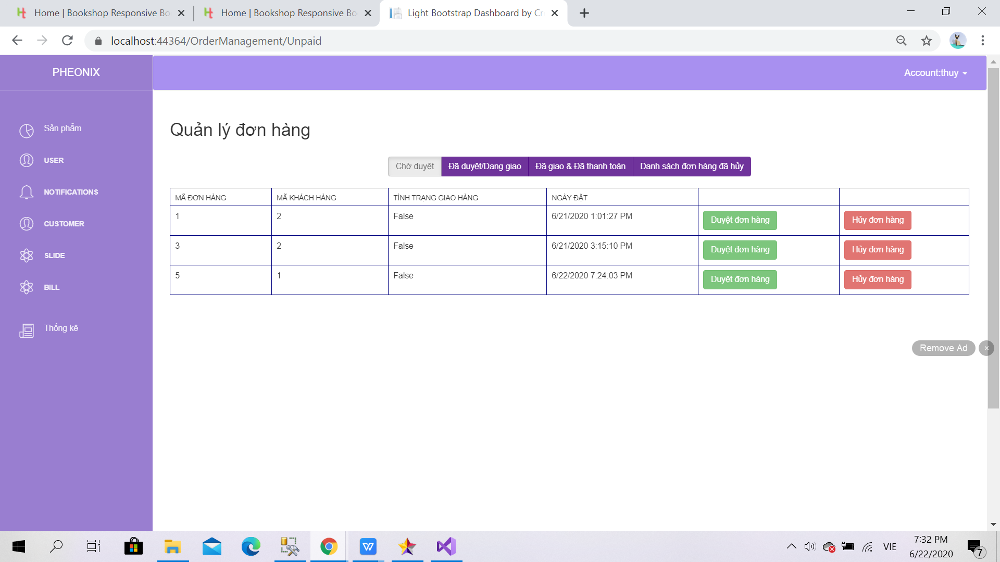 Home | Bookshop Responsive Bo
Home | Bookshop Responsive Bo
Light Bootstrap Dashboard by Cr
localhost:44364/OrderManagement/Unpaid
PHEONIX
Account:thuy
Sản phẩm
USER
NOTIFICATIONS
CUSTOMER
SLIDE
BILL
Thống kê
Quản lý đơn hàng
Chờ duyệt Đã duyệt/Dang giao Đã giao & Đã thanh toán Danh sách đơn hàng đã hủy
MÃ ĐƠN HÀNG MÃ KHÁCH HÀNG TÌNH TRẠNG GIAO HÀNG NGÀY ĐẶT
1 2 False 6/21/2020 1:01:27 PM Duyệt đơn hàng Hủy đơn hàng
3 2 False 6/21/2020 3:15:10 PM Duyệt đơn hàng Hủy đơn hàng
5 1 False 6/22/2020 7:24:03 PM Duyệt đơn hàng Hủy đơn hàng
Remove Ad ×
VIE
7:32 PM
6/22/2020
7